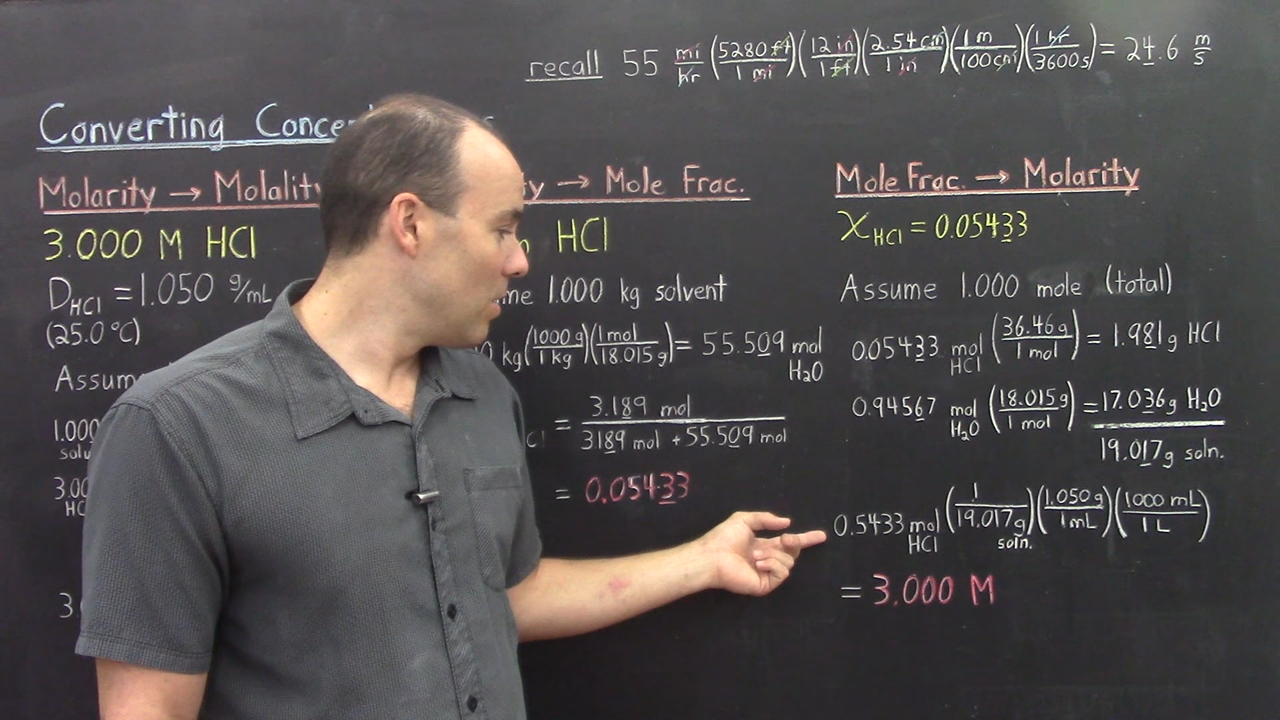 recall 55 mi/hr (5280 ft/1 mi)(12 in/1 ft)(2.54 cm/1 in)(1 m/100 cm)(1 hr/3600 s) = 24.6 m/s
Converting
Molarity → Molality
3.000 M HCl
D HCl = 1.050 g/mL
(25.0 °C)
1.000
→ Mole Frac.
HCl
1.000 kg solvent
kg (1000 g/1 kg)(1 mol/18.015 g) = 55.509 mol H₂O
= 3.189 mol / 3189 mol + 55.509 mol
= 0.05433
Mole Frac. → Molarity
χ HCl = 0.05433
Assume 1.000 mole (total)
0.05433 mol HCl (36.46 g/1 mol) = 1.981 g HCl
0.94567 mol H₂O (18.015 g/1 mol) = 17.036 g H₂O
19.017 g soln.
0.5433 mol HCl (1/19.017 g soln.)(1.050 g/1 mL)(1000 mL/1 L)
= 3.000 M